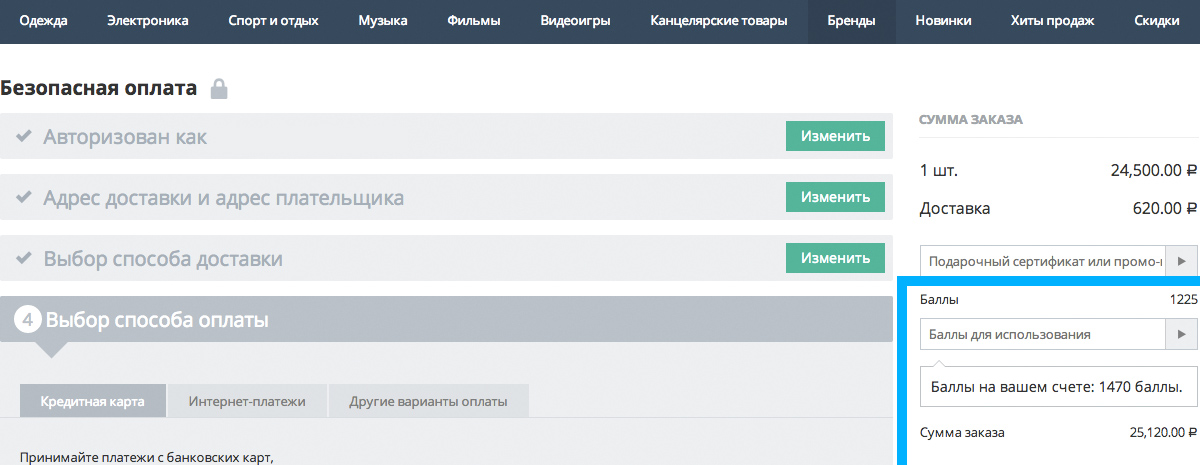 Одежда Электроника Спорт и отдых Музыка Фильмы Видеоигры Канцелярские товары Бренды Новинки Хиты продаж Скидки
Безопасная оплата
Авторизован как Изменить
Адрес доставки и адрес плательщика Изменить
Выбор способа доставки Изменить
4 Выбор способа оплаты
Кредитная карта Интернет-платежи Другие варианты оплаты
Принимайте платежи с банковских карт,
СУММА ЗАКАЗА
1 шт. 24,500.00 ₽
Доставка 620.00 ₽
Подарочный сертификат или промо-
Баллы 1225
Баллы для использования
Баллы на вашем счете: 1470 баллы.
Сумма заказа 25,120.00 ₽